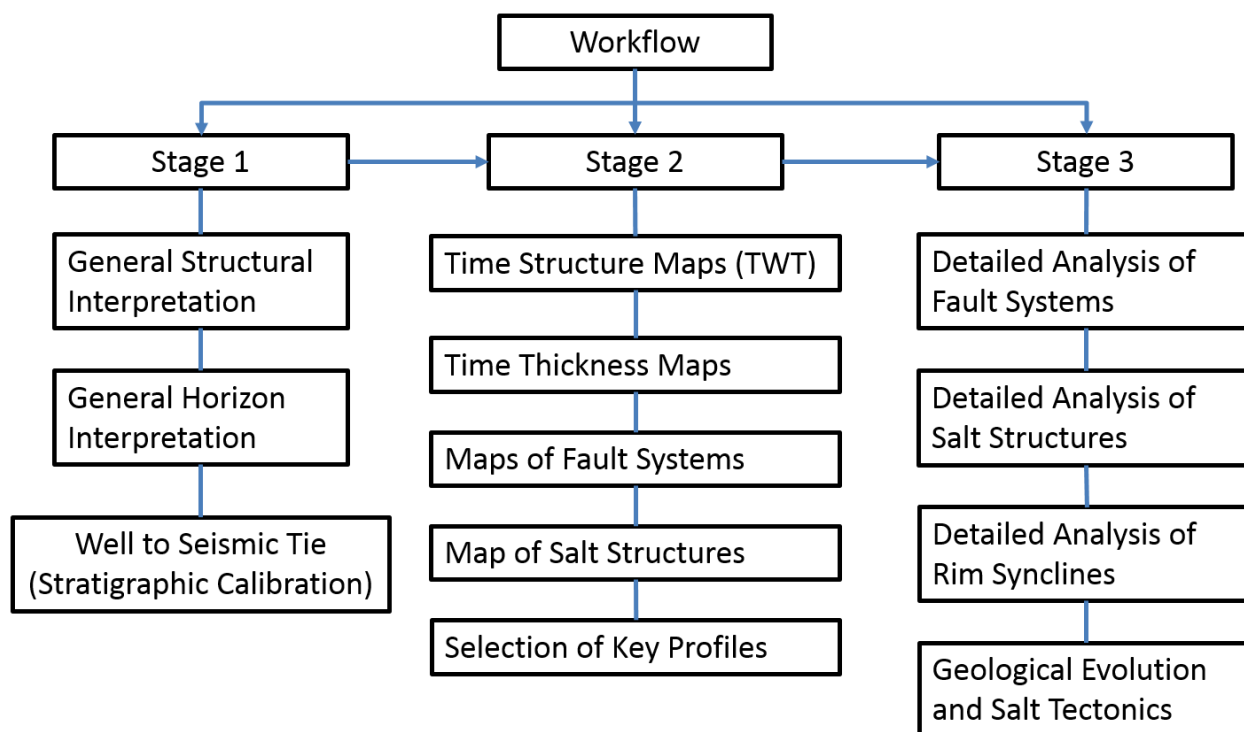 Workflow
Stage 1
Stage 2
Stage 3
General Structural
Interpretation
General Horizon
Interpretation
Well to Seismic Tie
(Stratigraphic Calibration)
Time Structure Maps (TWT)
Time Thickness Maps
Maps of Fault Systems
Map of Salt Structures
Selection of Key Profiles
Detailed Analysis of
Fault Systems
Detailed Analysis of
Salt Structures
Detailed Analysis of
Rim Synclines
Geological Evolution
and Salt Tectonics